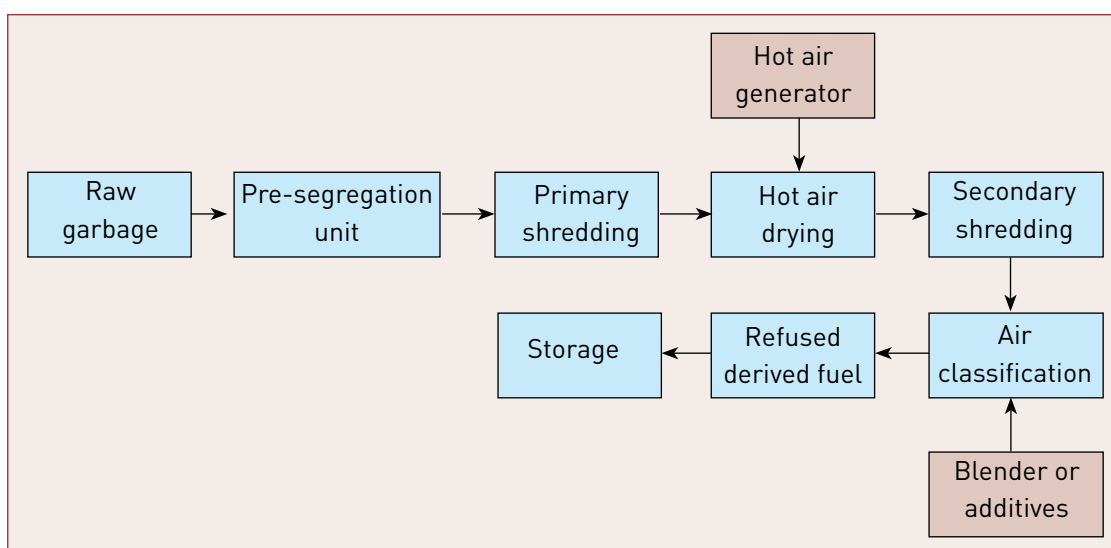 Hot air
generator
Raw
garbage
Pre-segregation
unit
Primary
shredding
Hot air
drying
Secondary
shredding
Storage
Refused
derived fuel
Air
classification
Blender or
additives